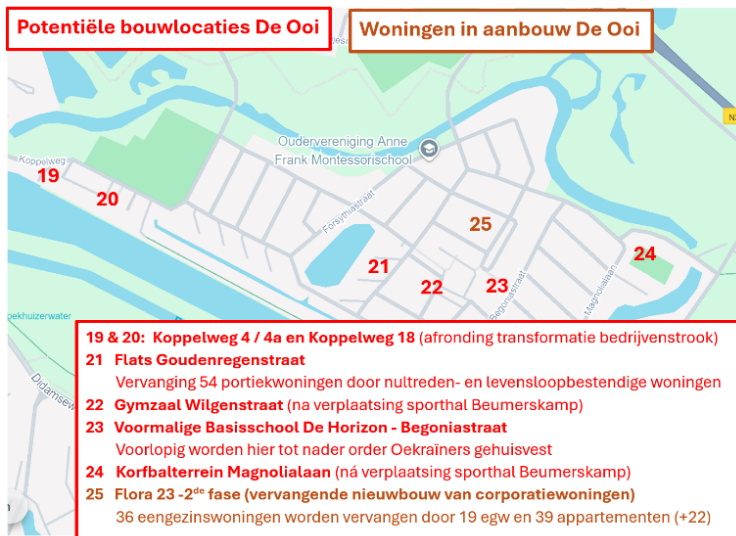 Potentiële bouwlocaties De Ooi
Woningen in aanbouw De Ooi
Oudervereniging Anne
Frank Montessorischool
Koppelweg
19
20
Forsythiastraat
25
24
21
22
23
Begoniastraat
Magnolialaan
oekhuizerwater
Didamsew
19 & 20: Koppelweg 4 / 4a en Koppelweg 18 (afronding transformatie bedrijvenstrook)
21 Flats Goudenregenstraat
Vervanging 54 portiekwoningen door nultreden- en levensloopbestendige woningen
22 Gymzaal Wilgenstraat (na verplaatsing sporthal Beumerskamp)
23 Voormalige Basisschool De Horizon - Begoniastraat
Voorlopig worden hier tot nader order Oekraïners gehuisvest
24 Korfbalterrein Magnolialaan (ná verplaatsing sporthal Beumerskamp)
25 Flora 23 -2de fase (vervangende nieuwbouw van corporatiewoningen)
36 eengezinswoningen worden vervangen door 19 egw en 39 appartementen (+22)